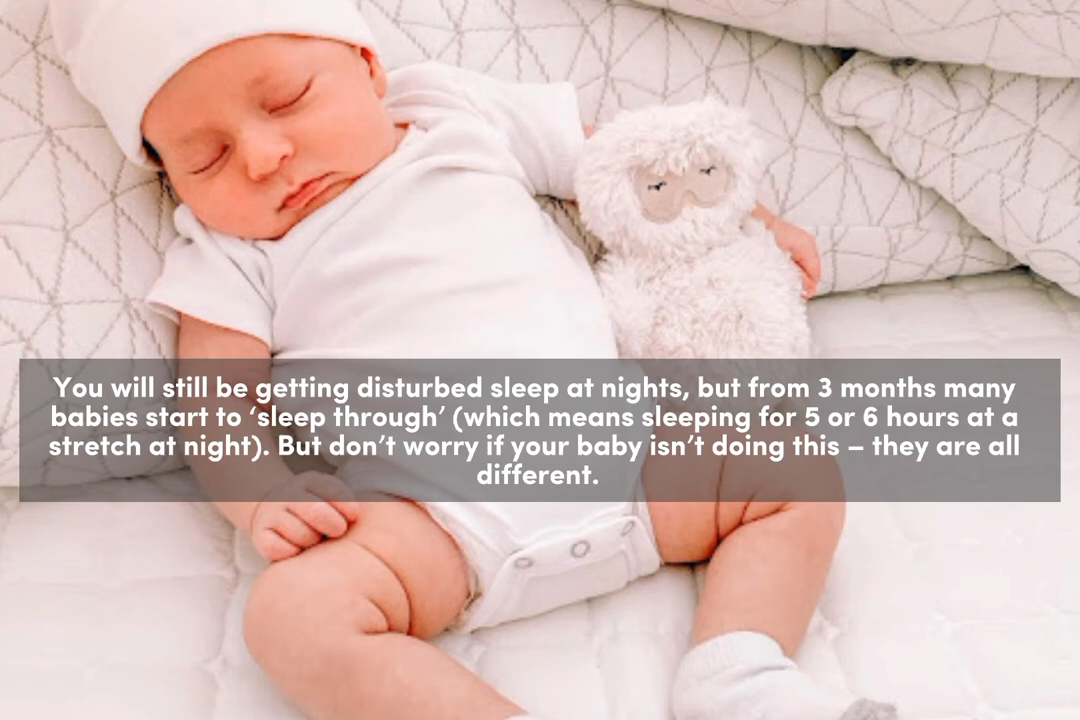 You will still be getting disturbed sleep at nights, but from 3 months many
babies start to ‘sleep through’ (which means sleeping for 5 or 6 hours at a
stretch at night). But don’t worry if your baby isn’t doing this – they are all
different.